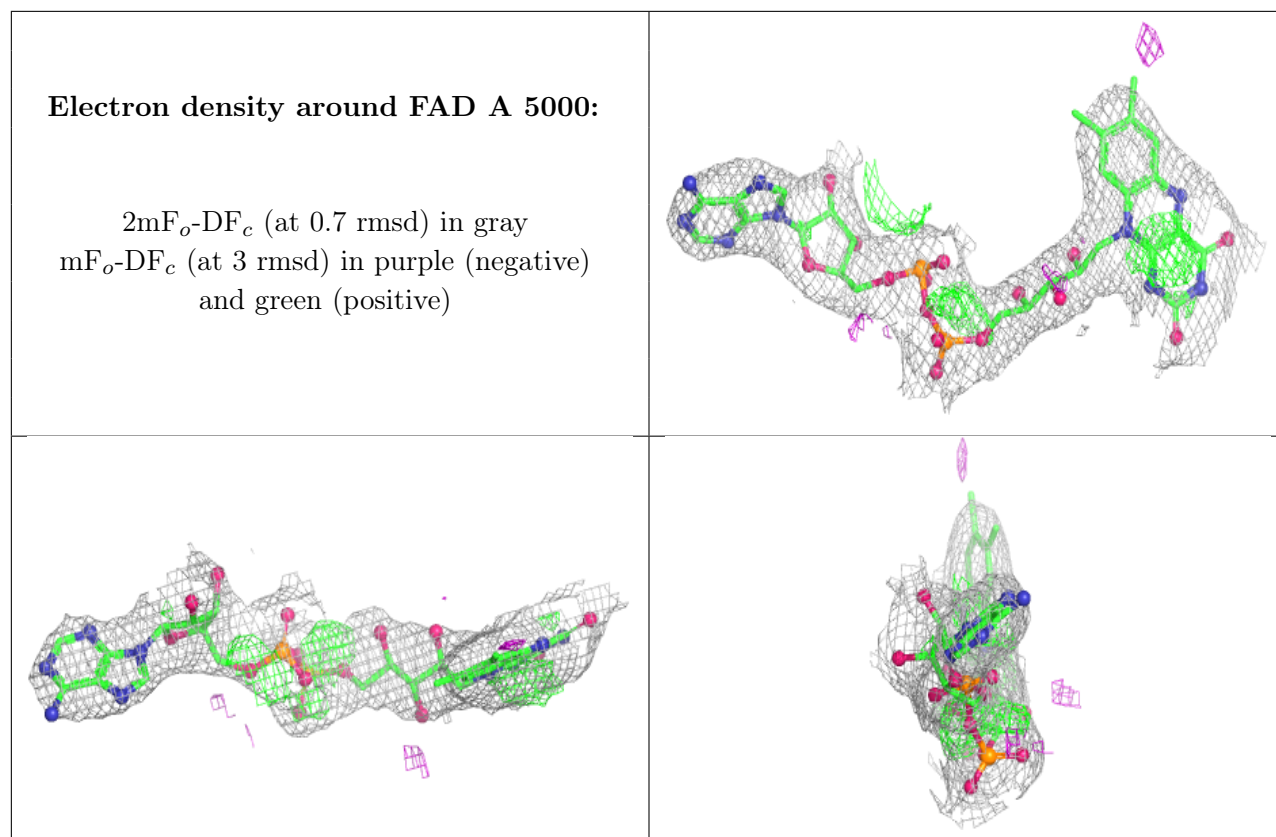 Electron density around FAD A 5000:
2mFₒ-DF𝒸 (at 0.7 rmsd) in gray
mFₒ-DF𝒸 (at 3 rmsd) in purple (negative)
and green (positive)